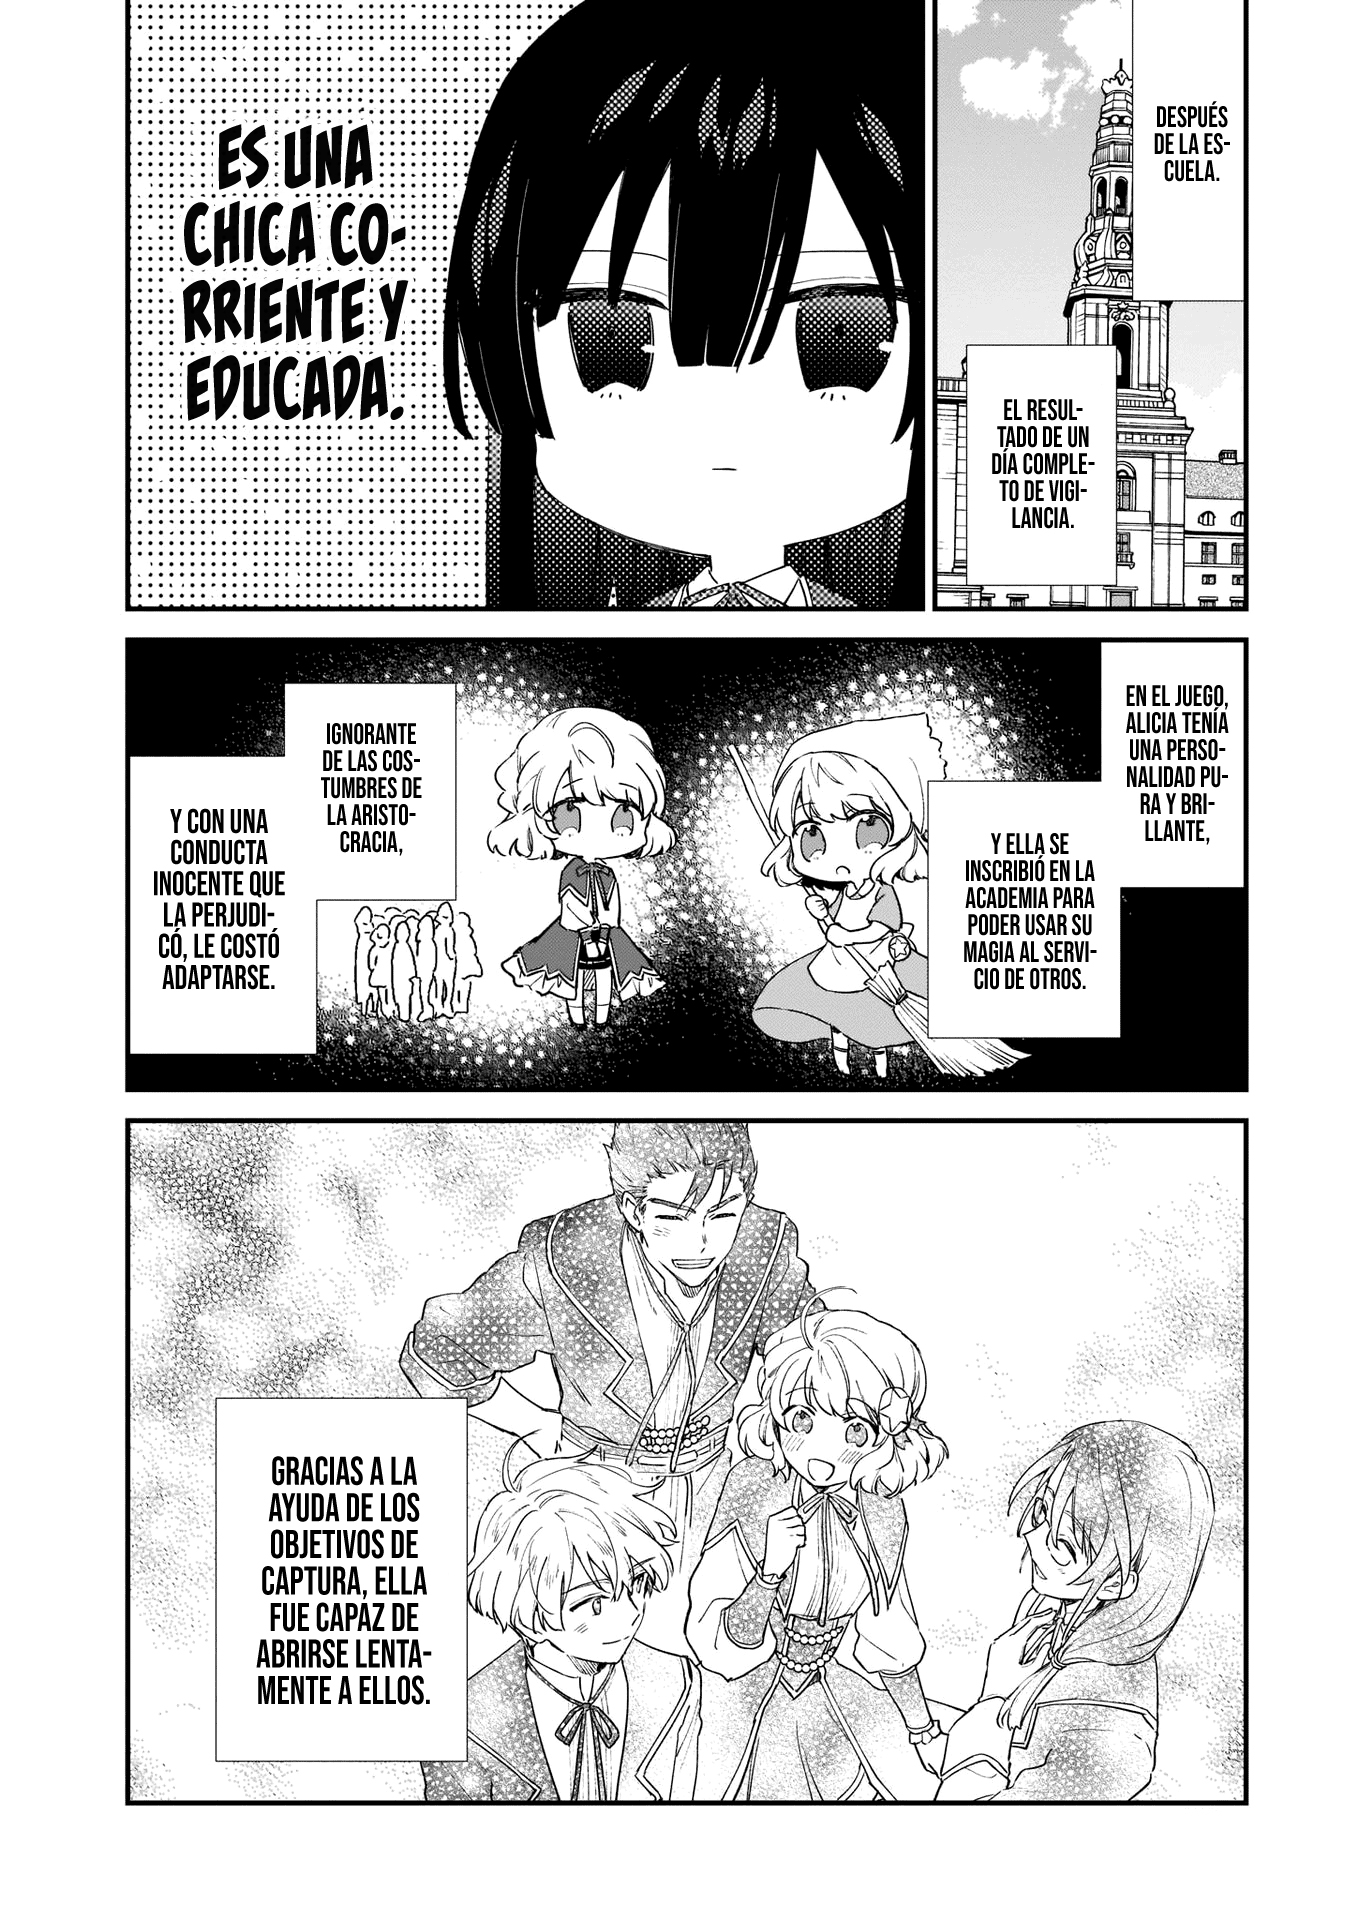 DESPUÉS
DE LA ES-
CUELA.
EL RESUL-
TADO DE UN
DÍA COMPLE-
TO DE VIGI-
LANCIA.
ES UNA
CHICA CO-
RRIENTE Y
EDUCADA.
EN EL JUEGO,
ALICIA TENÍA
UNA PERSO-
NALIDAD PU-
RA Y BRI-
LLANTE,
Y ELLA SE
INSCRIBIÓ EN LA
ACADEMIA PARA
PODER USAR SU
MAGIA AL SERVI-
CIO DE OTROS.
IGNORANTE
DE LAS COS-
TUMBRES DE
LA ARISTO-
CRACIA,
Y CON UNA
CONDUCTA
INOCENTE QUE
LA PERJUDI-
CÓ, LE COSTÓ
ADAPTARSE.
GRACIAS A LA
AYUDA DE LOS
OBJETIVOS DE
CAPTURA, ELLA
FUE CAPAZ DE
ABRIRSE LENTA-
MENTE A ELLOS.